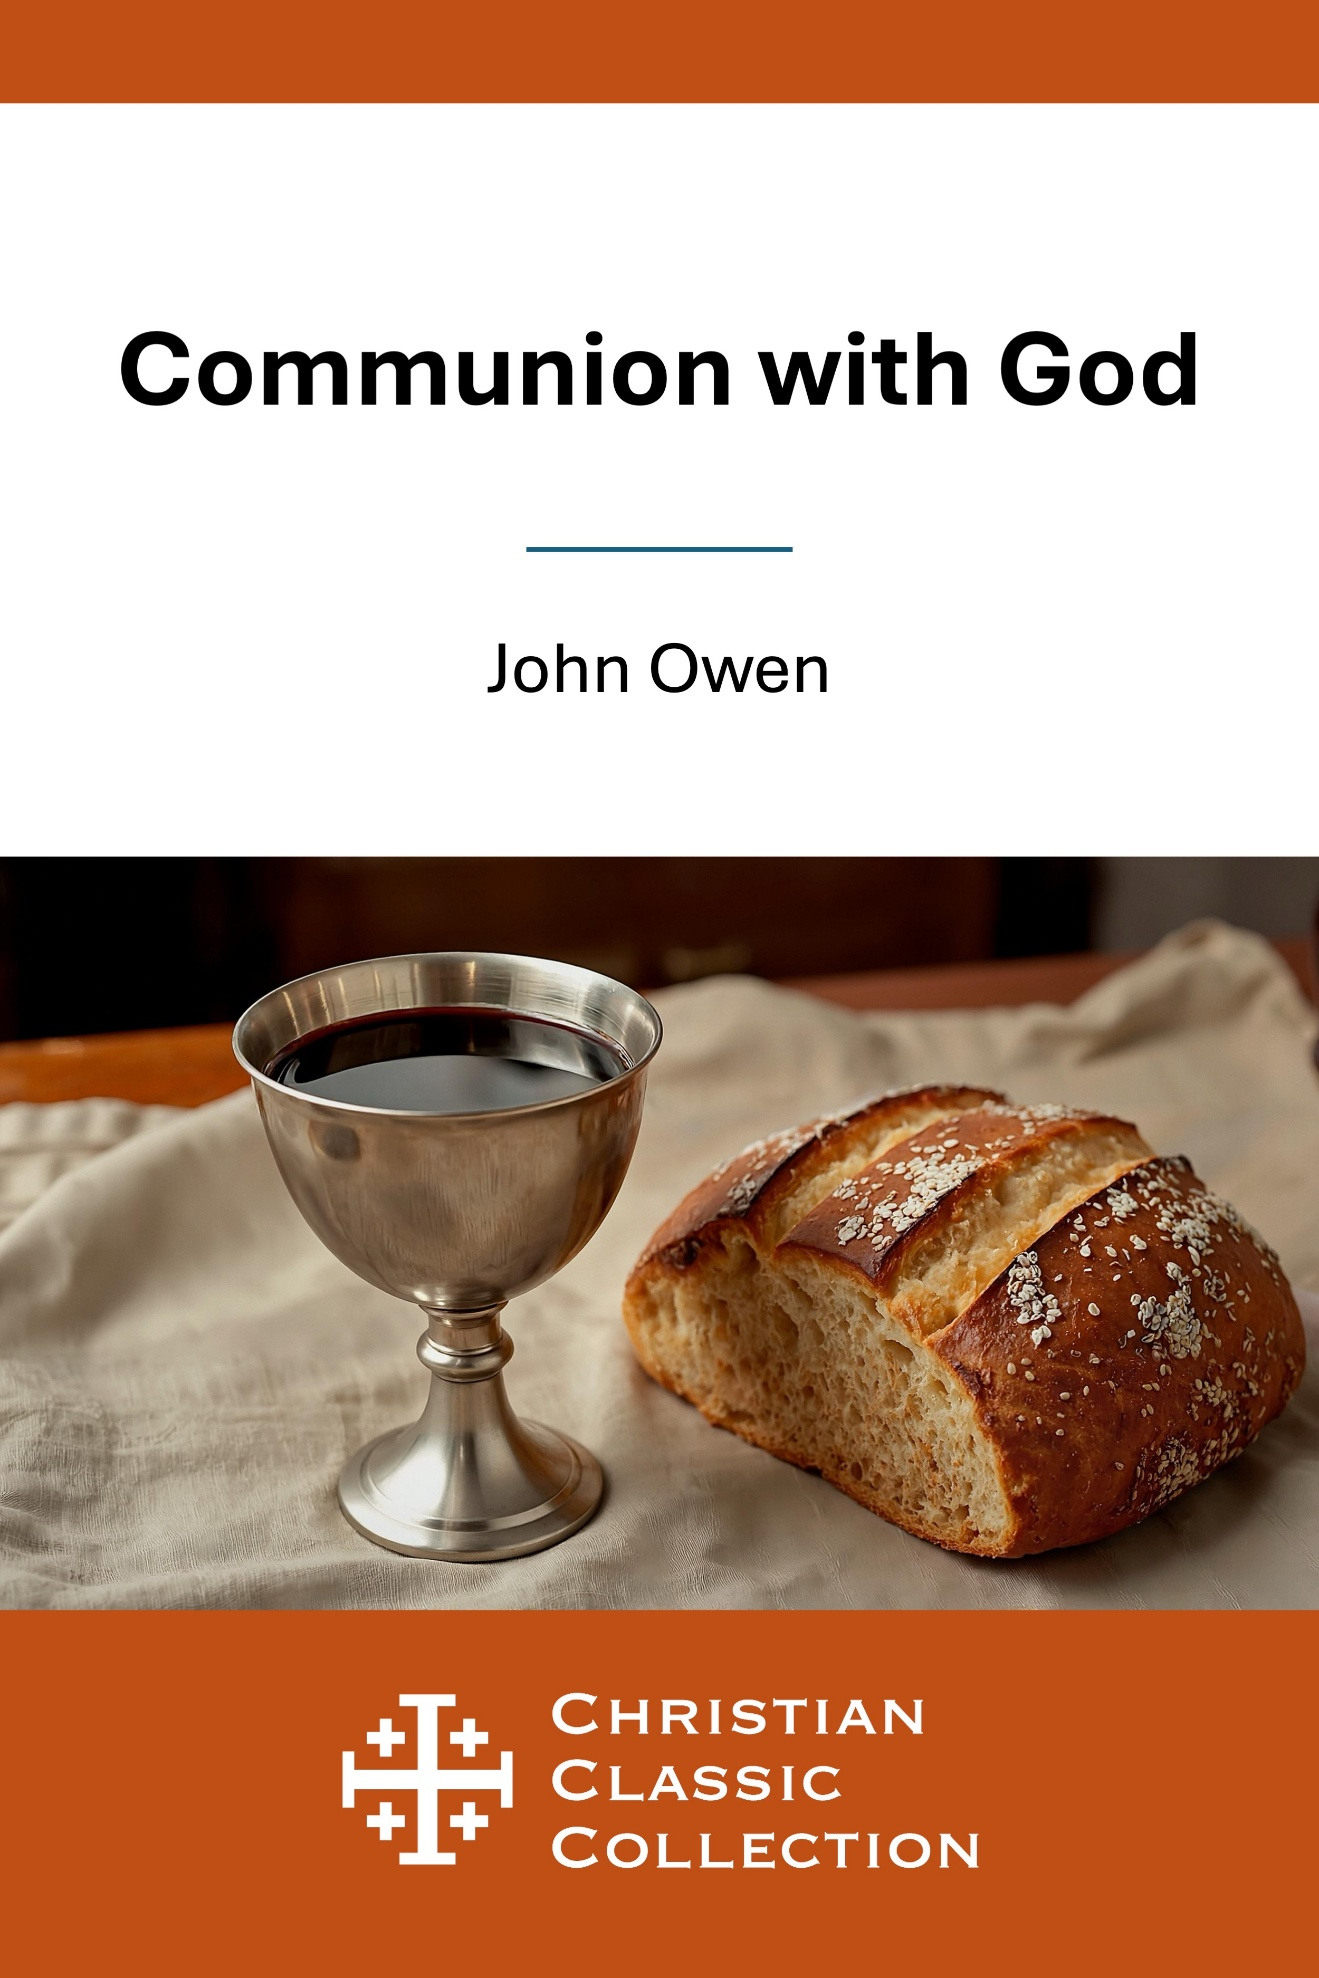 Communion with God
John Owen
CHRISTIAN
CLASSIC
COLLECTION